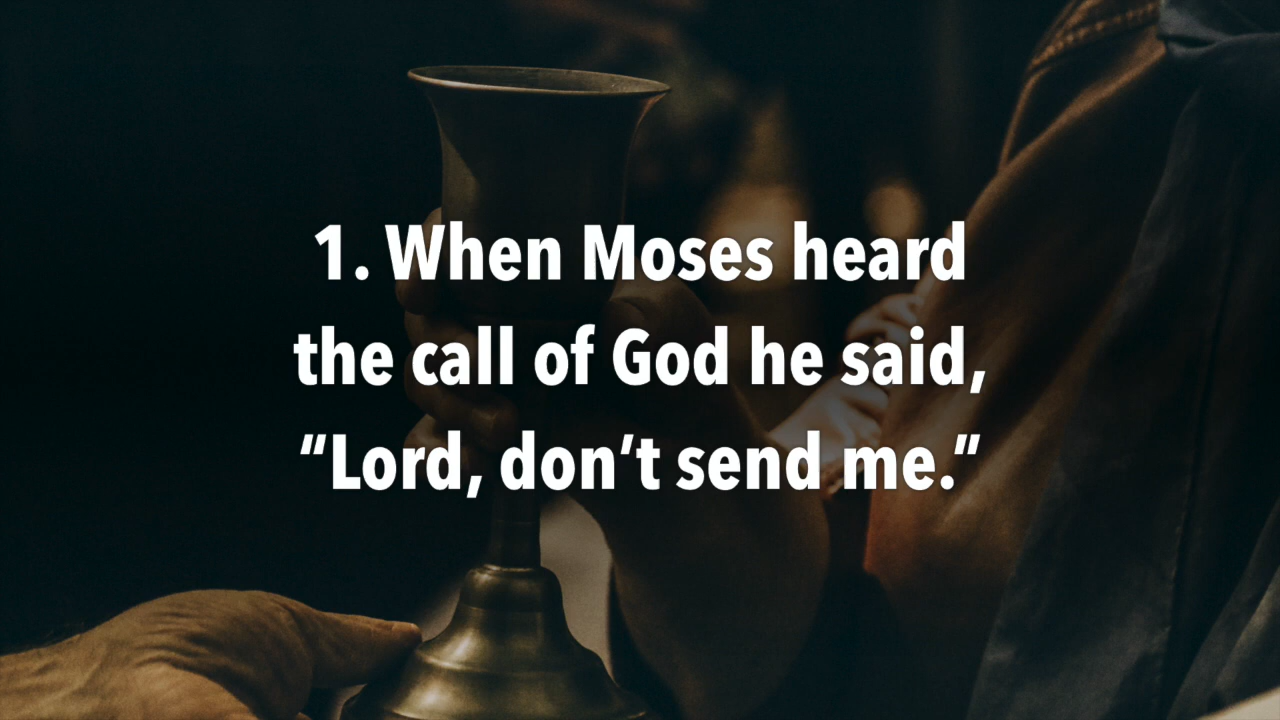 1. When Moses heard
the call of God he said,
“Lord, don’t send me.”